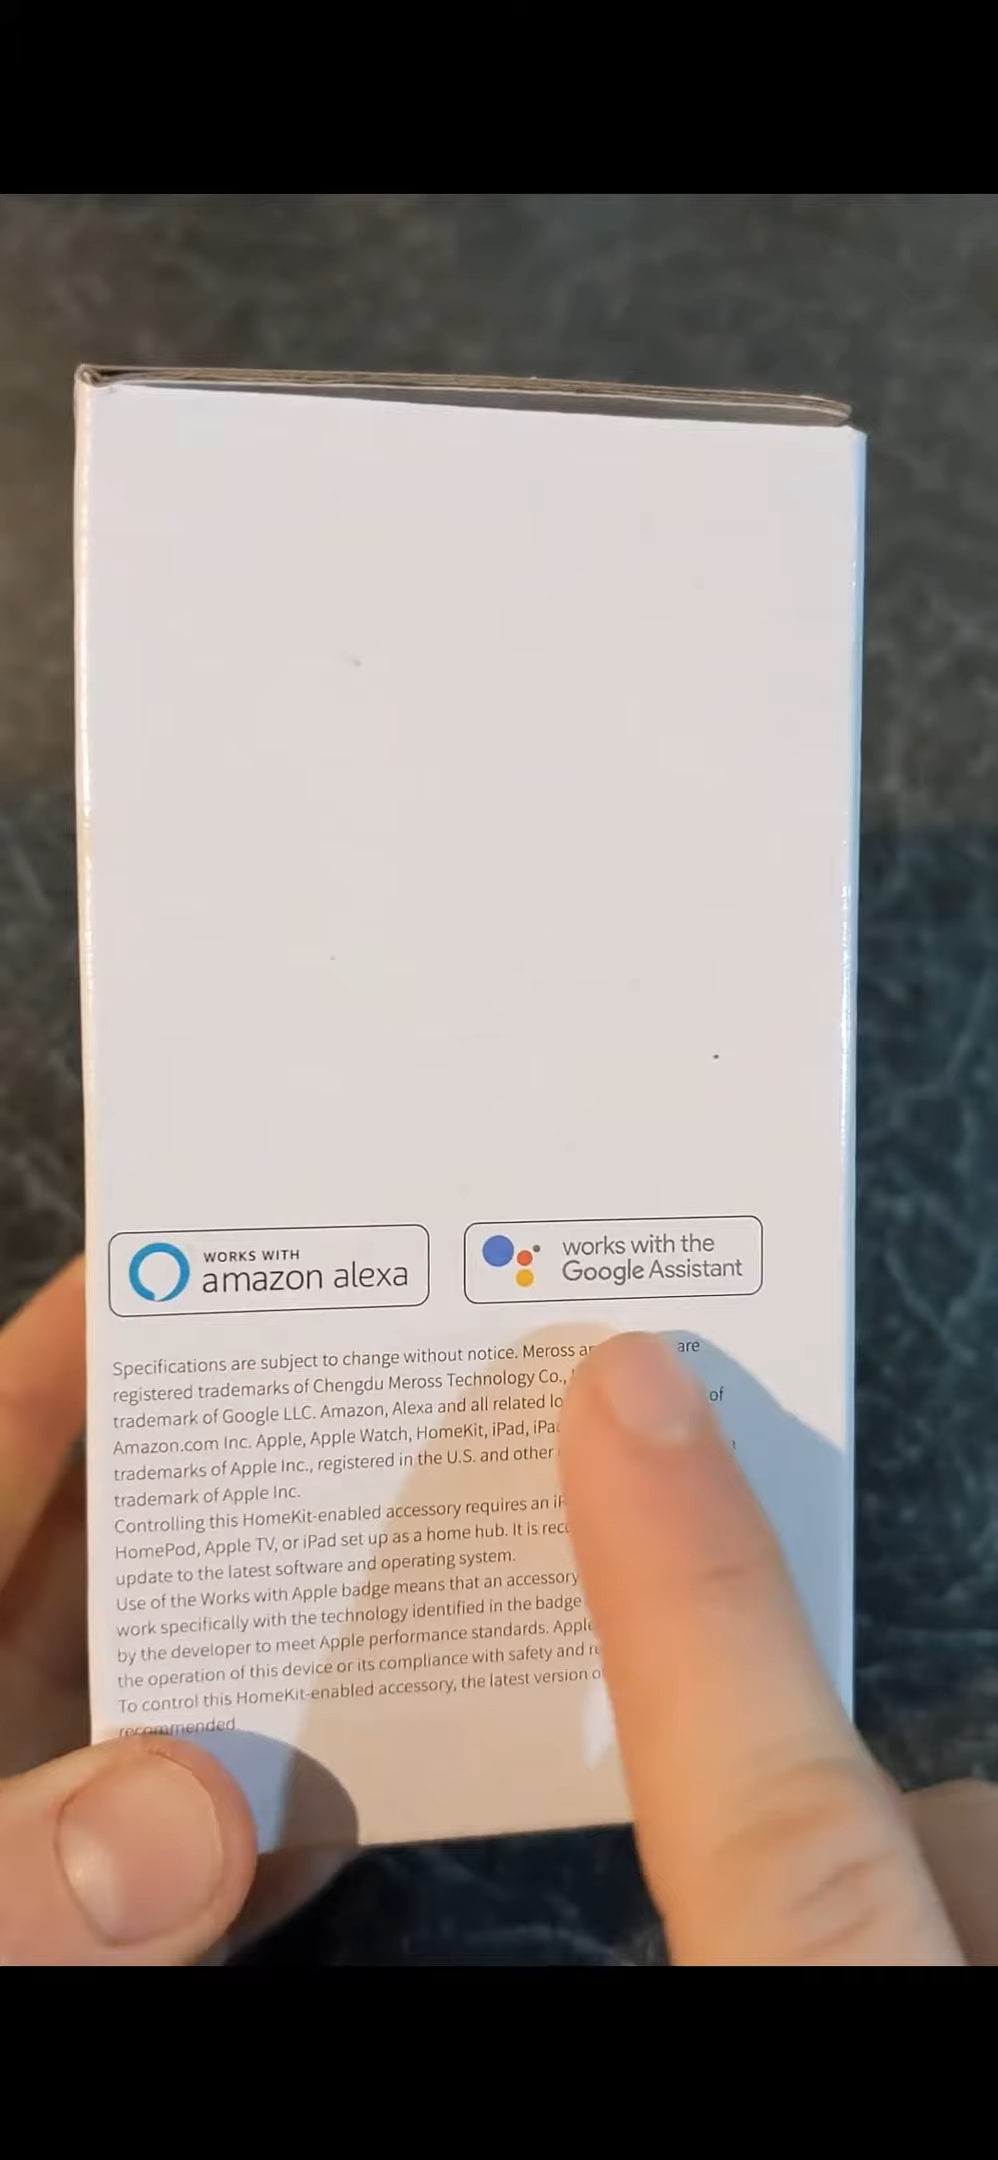 WORKS WITH
amazon alexa
works with the
Google Assistant
Specifications are subject to change without notice. Meross are
registered trademarks of Chengdu Meross Technology Co.,
trademark of Google LLC. Amazon, Alexa and all related of
Amazon.com Inc. Apple, Apple Watch, HomeKit, iPad,
trademarks of Apple Inc., registered in the U.S. and other
trademark of Apple Inc.
Controlling this HomeKit-enabled accessory requires an
HomePod, Apple TV, or iPad set up as a home hub. It is
update to the latest software and operating system.
Use of the Works with Apple badge means that an accessory
work specifically with the technology identified in the badge
by the developer to meet Apple performance standards.
the operation of this device or its compliance with safety and
To control this HomeKit-enabled accessory, the latest version
recommended.